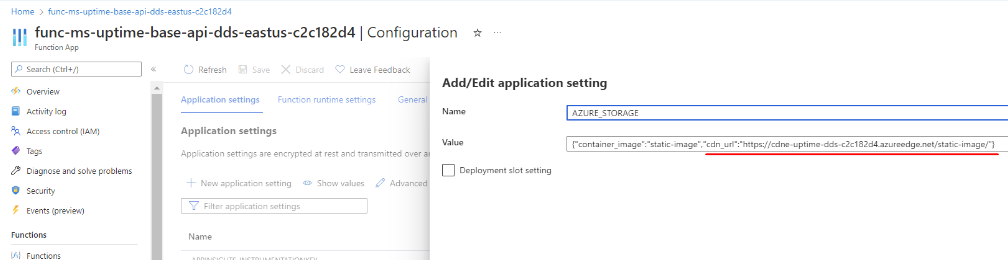 Home > func-ms-uptime-base-api-dds-eastus-c2c182d4
func-ms-uptime-base-api-dds-eastus-c2c182d4 | Configuration
Function App
Search (Ctrl+/)
Overview
Activity log
Access control (IAM)
Tags
Diagnose and solve problems
Security
Events (preview)
Functions
Functions
Refresh Save Discard Leave Feedback
Application settings Function runtime settings General
Application settings
Application settings are encrypted at rest and transmitted over an
New application setting Show values Advanced
Filter application settings
Name
APPINSIGHTS_INSTRUMENTATIONKEY
Add/Edit application setting
Name
AZURE_STORAGE
Value
{"container_image":"static-image","cdn_url":"https://cdne-uptime-dds-c2c182d4.azureedge.net/static-image/"}
Deployment slot setting